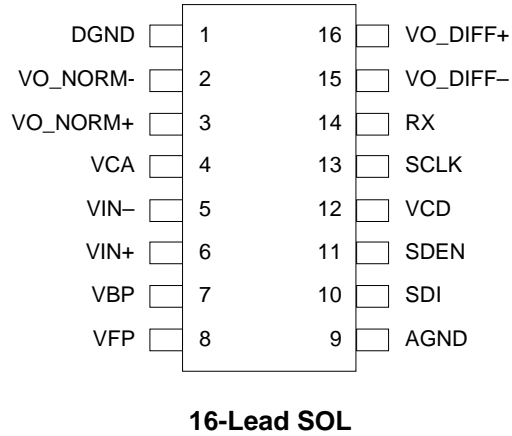 DGND 1 16 VO_DIFF+
VO_NORM- 2 15 VO_DIFF–
VO_NORM+ 3 14 RX
VCA 4 13 SCLK
VIN– 5 12 VCD
VIN+ 6 11 SDEN
VBP 7 10 SDI
VFP 8 9 AGND
16-Lead SOL